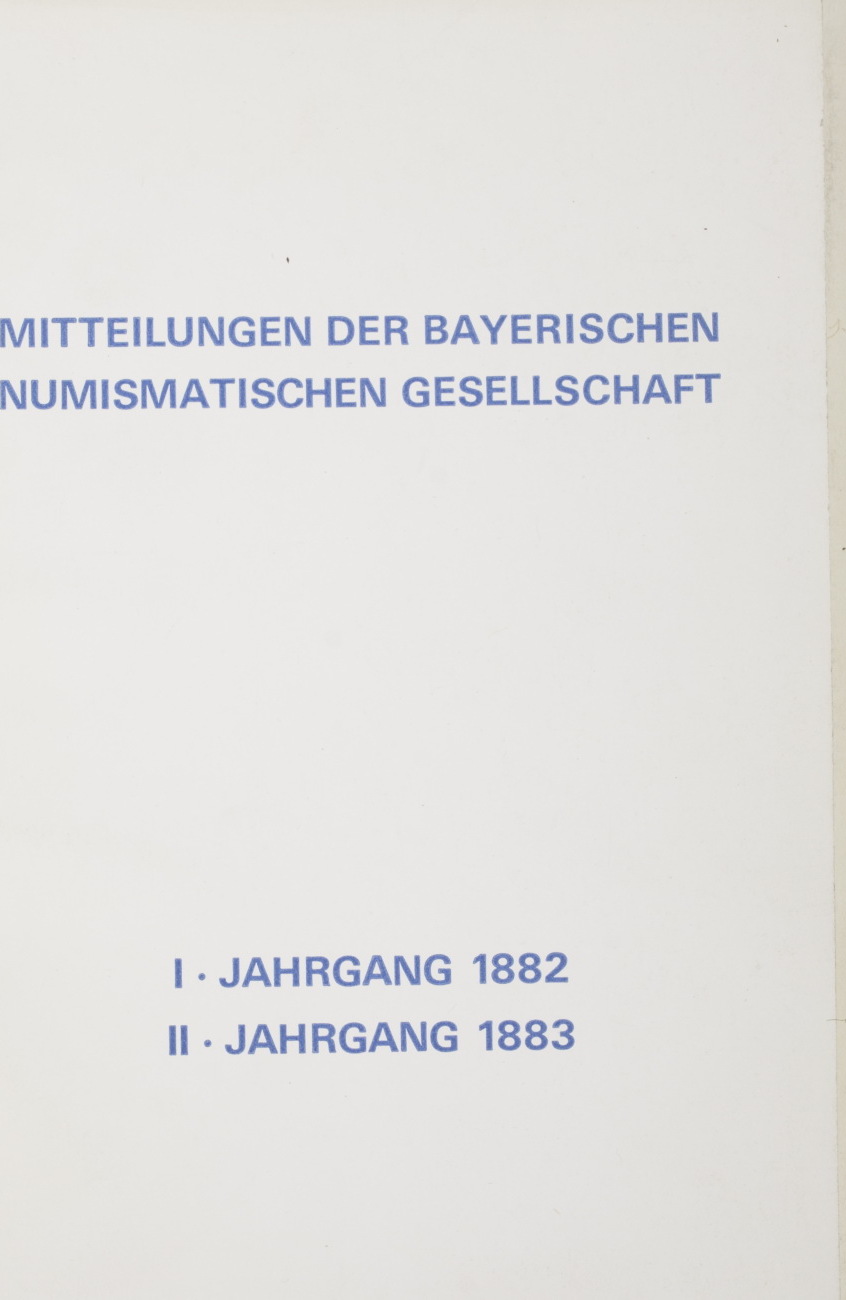 MITTEILUNGEN DER BAYERISCHEN
NUMISMATISCHEN GESELLSCHAFT
I · JAHRGANG 1882
II · JAHRGANG 1883